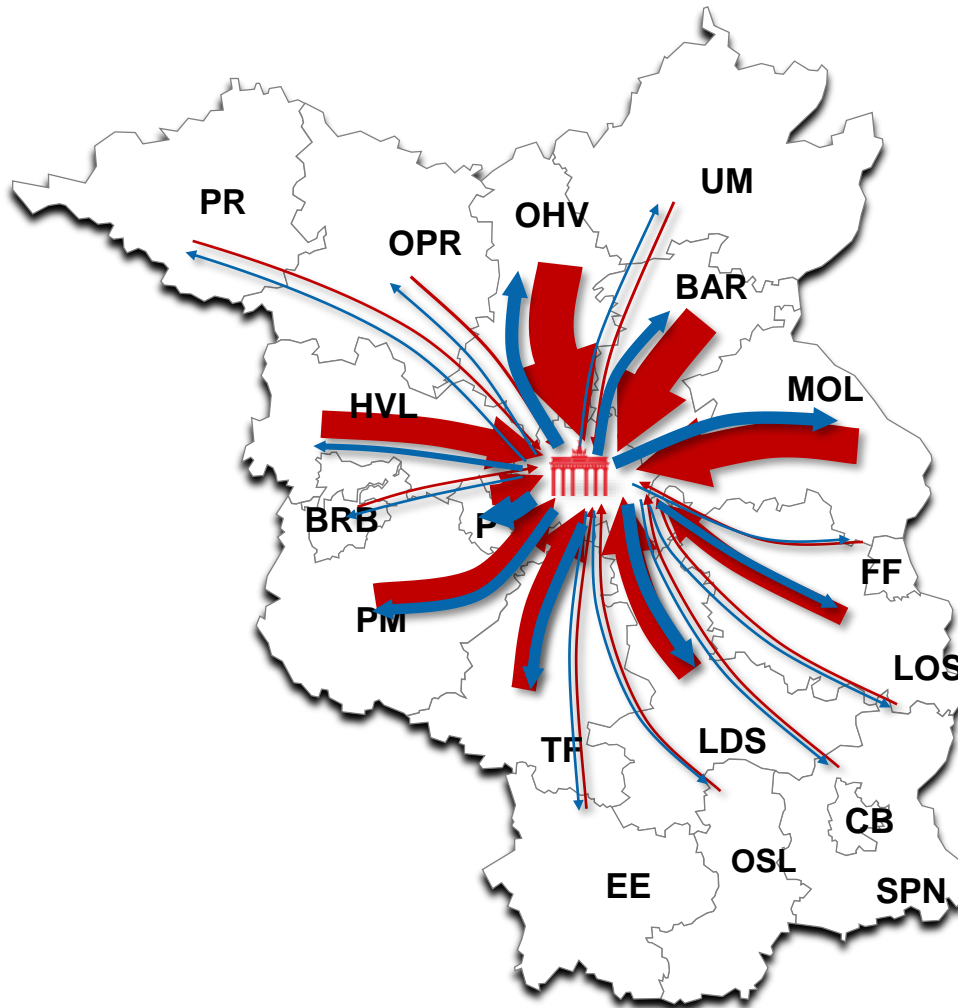 UM
PR
OHV
OPR
BAR
MOL
HVL
BRB
P
FF
PM
LOS
LDS
TF
CB
OSL
EE
SPN